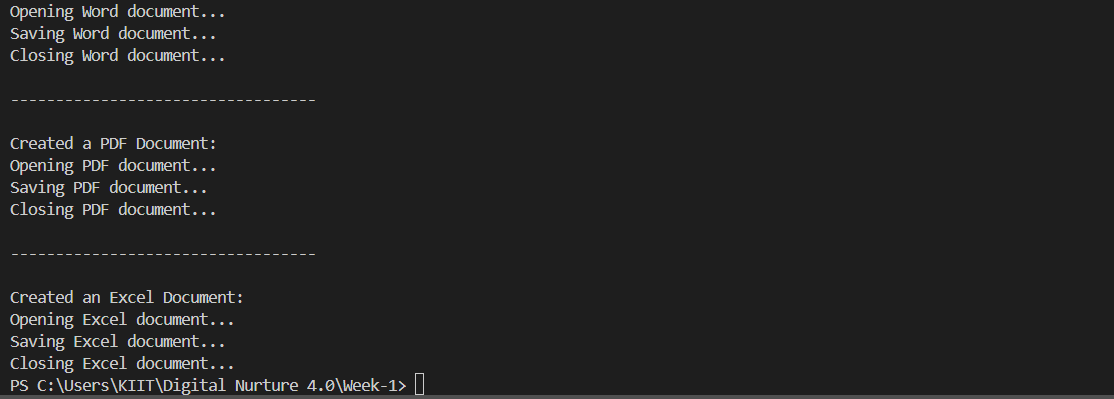 Opening Word document...
Saving Word document...
Closing Word document...
----------------------------------
Created a PDF Document:
Opening PDF document...
Saving PDF document...
Closing PDF document...
----------------------------------
Created an Excel Document:
Opening Excel document...
Saving Excel document...
Closing Excel document...
PS C:\Users\KIIT\Digital Nurture 4.0\Week-1>